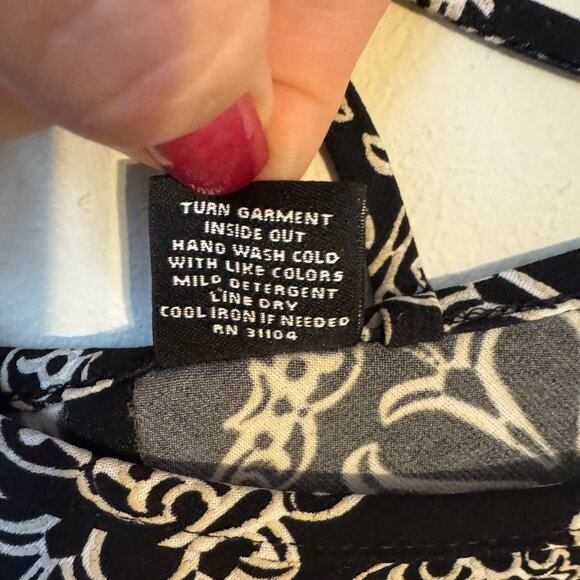 TURN GARMENT
INSIDE OUT
HAND WASH COLD
WITH LIKE COLORS
MILD DETERGENT
LINE DRY
COOL IRON IF NEEDED
RN 31104